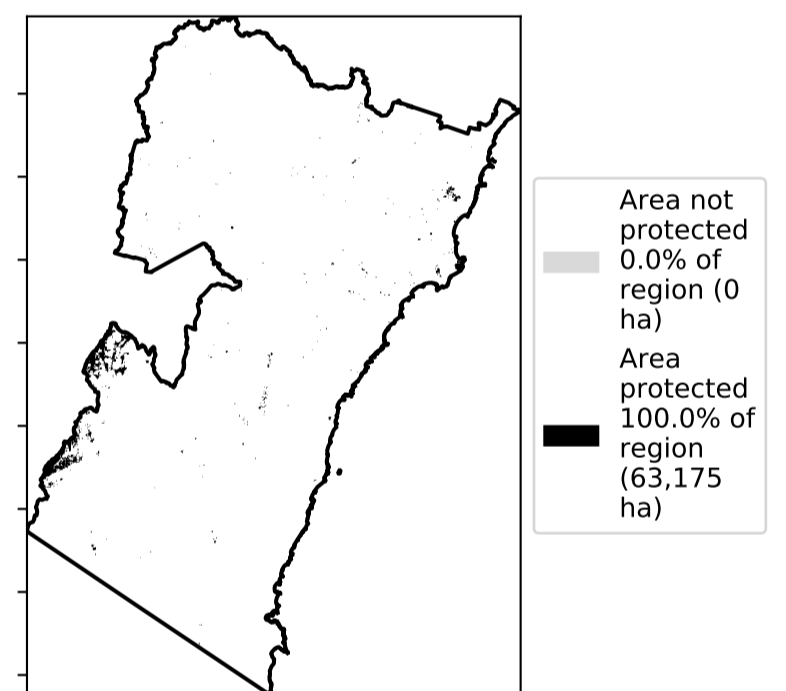 Area not
protected
0.0% of
region (0
ha)
Area
protected
100.0% of
region
(63,175
ha)